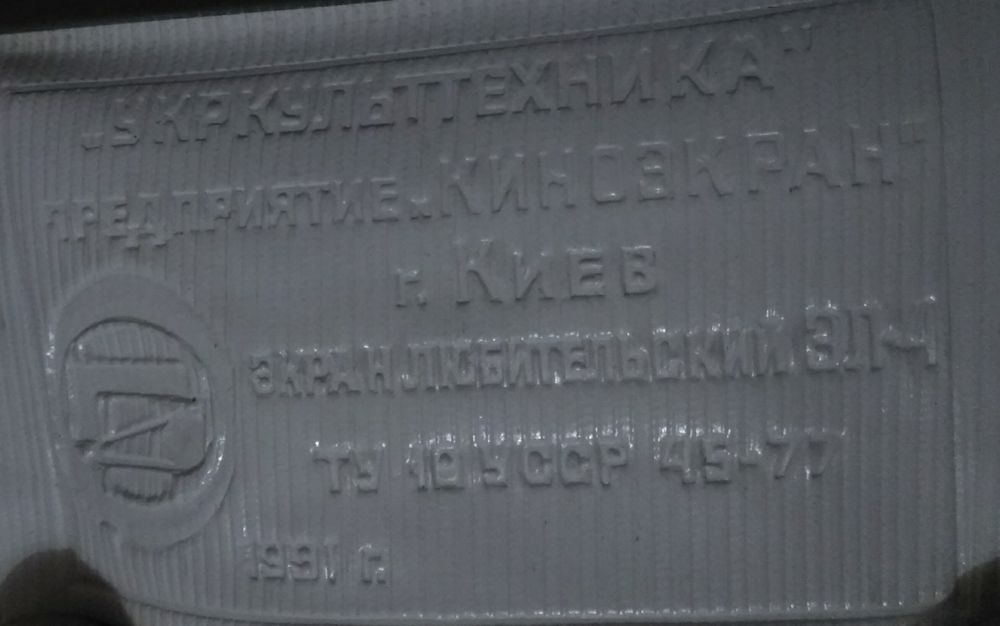 „УКРКУЛЬТТЕХНИКА"
ПРЕДПРИЯТИЕ „КИНОЭКРАН"
г. КИЕВ
ЭКРАН ЛЮБИТЕЛЬСКИЙ ЭЛ-4
ТУ 10 УССР 45-77
1991 г.